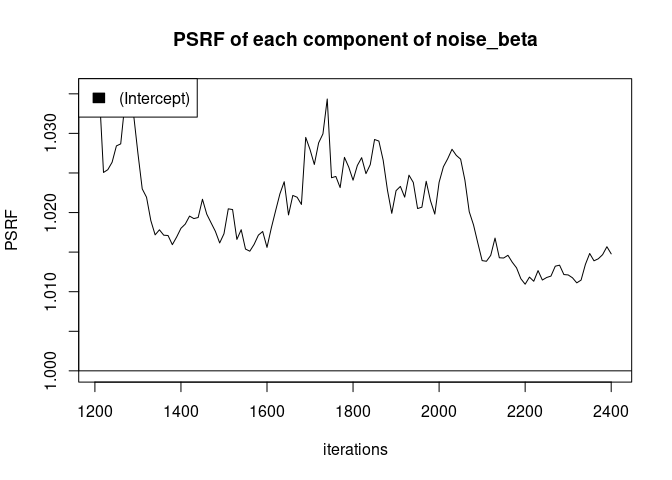 PSRF of each component of noise_beta
(Intercept)
PSRF
1.030
1.020
1.010
1.000
1200 1400 1600 1800 2000 2200 2400
iterations